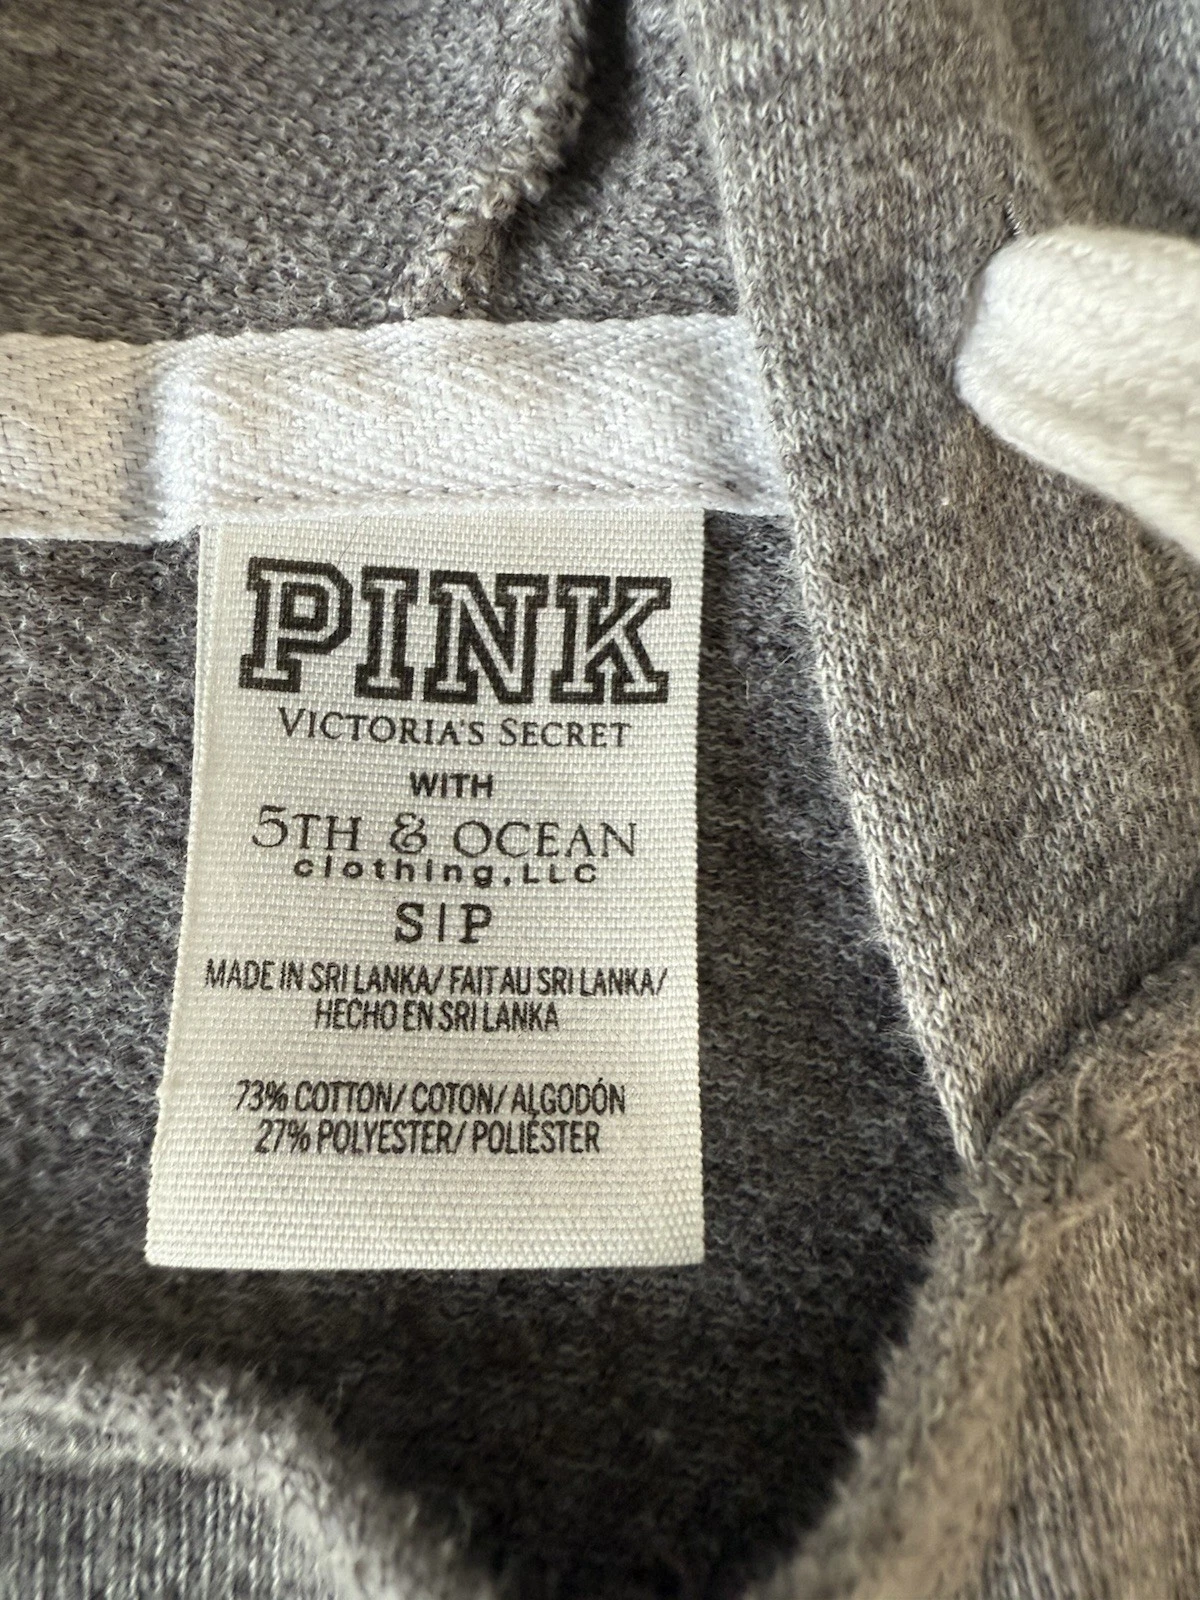 PINK
VICTORIA'S SECRET
WITH
5TH & OCEAN
clothing, LLC
S|P
MADE IN SRI LANKA/ FAIT AU SRI LANKA/
HECHO EN SRI LANKA
73% COTTON/ COTON/ ALGODÓN
27% POLYESTER/ POLIÉSTER